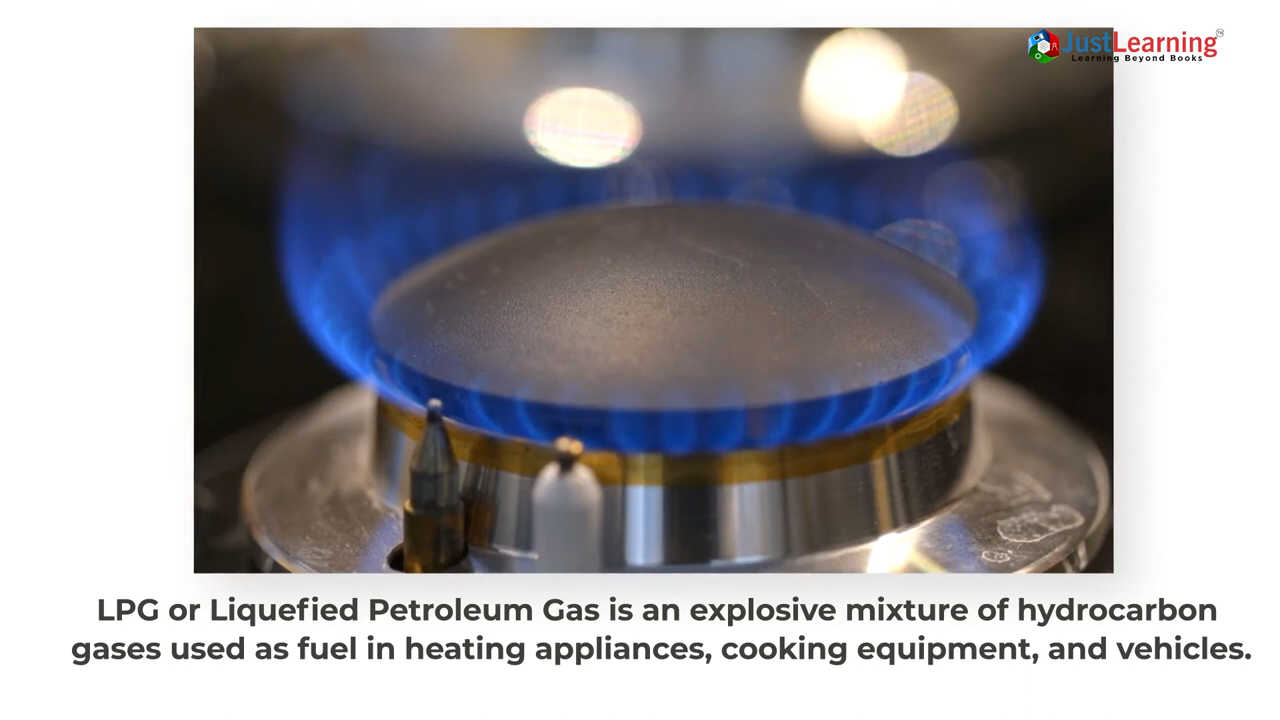 JustLearning™
Learning Beyond Books
LPG or Liquefied Petroleum Gas is an explosive mixture of hydrocarbon
gases used as fuel in heating appliances, cooking equipment, and vehicles.